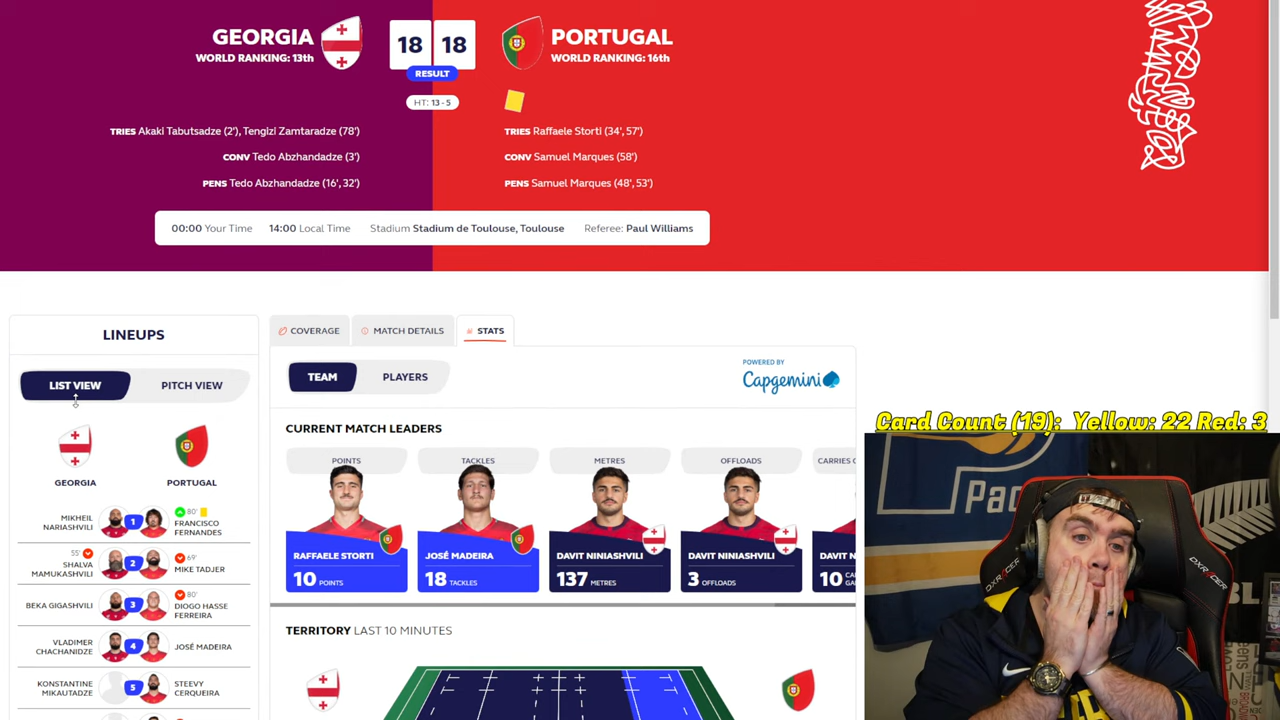 GEORGIA
WORLD RANKING: 13th
18 18
RESULT
HT: 13 - 5
PORTUGAL
WORLD RANKING: 16th
TRIES Akaki Tabutsadze (2'), Tengizi Zamtaradze (78')
CONV Tedo Abzhandadze (3')
PENS Tedo Abzhandadze (16', 32')
TRIES Raffaele Storti (34', 57')
CONV Samuel Marques (58')
PENS Samuel Marques (48', 53')
00:00 Your Time 14:00 Local Time Stadium Stadium de Toulouse, Toulouse Referee: Paul Williams
LINEUPS
LIST VIEW PITCH VIEW
GEORGIA PORTUGAL
MIKHEIL
NARIASHVILI
1
80'
FRANCISCO
FERNANDES
55'
SHALVA
MAMUKASHVILI
2
69'
MIKE TADJER
BEKA GIGASHVILI
3
80'
DIOGO HASSE
FERREIRA
VLADIMER
CHACHANIDZE
4
JOSÉ MADEIRA
KONSTANTINE
MIKAUTADZE
5
STEEVY
CERQUEIRA
COVERAGE MATCH DETAILS STATS
TEAM PLAYERS
POWERED BY
Capgemini
CURRENT MATCH LEADERS
POINTS
RAFFAELE STORTI
10 POINTS
TACKLES
JOSÉ MADEIRA
18 TACKLES
METRES
DAVIT NINIASHVILI
137 METRES
OFFLOADS
DAVIT NINIASHVILI
3 OFFLOADS
CARRIES
DAVIT N
10
TERRITORY LAST 10 MINUTES
Card Count (19): Yellow: 22 Red: 3
Pac
DXRACER